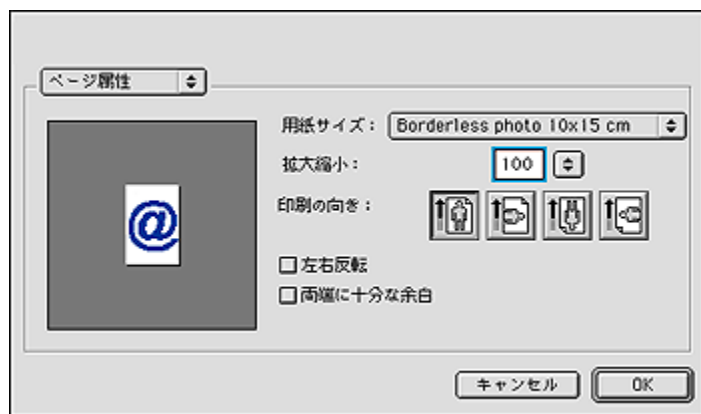 ページ属性
用紙サイズ: Borderless photo 10x15 cm
拡大縮小: 100
印刷の向き:
@
左右反転
両端に十分な余白
キャンセル OK